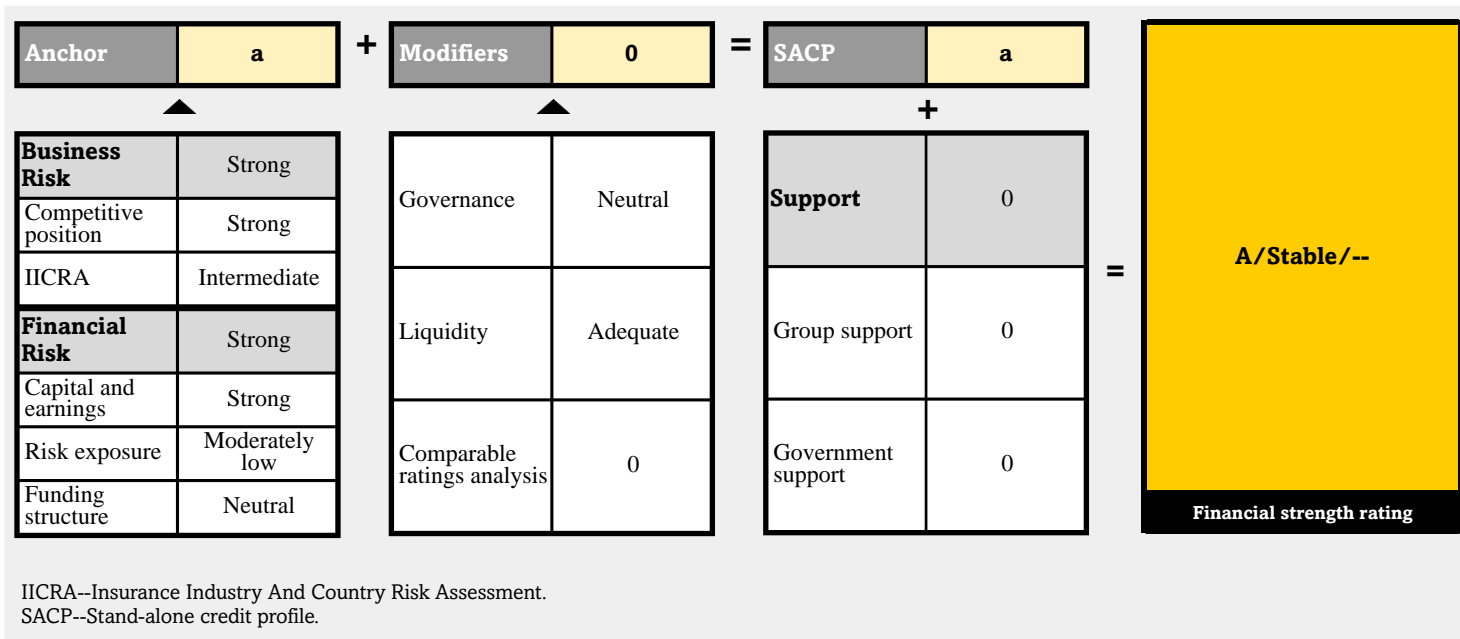 Anchor a + Modifiers 0 = SACP a
+
Business
Risk
Strong
Competitive
position
Strong
IICRA Intermediate
Financial
Risk
Strong
Capital and
earnings
Strong
Risk exposure
Moderately
low
Funding
structure
Neutral
Governance Neutral
Liquidity Adequate
Comparable
ratings analysis
0
Support 0
Group support 0
Government
support
0
=
A/Stable/--
Financial strength rating
IICRA--Insurance Industry And Country Risk Assessment.
SACP--Stand-alone credit profile.